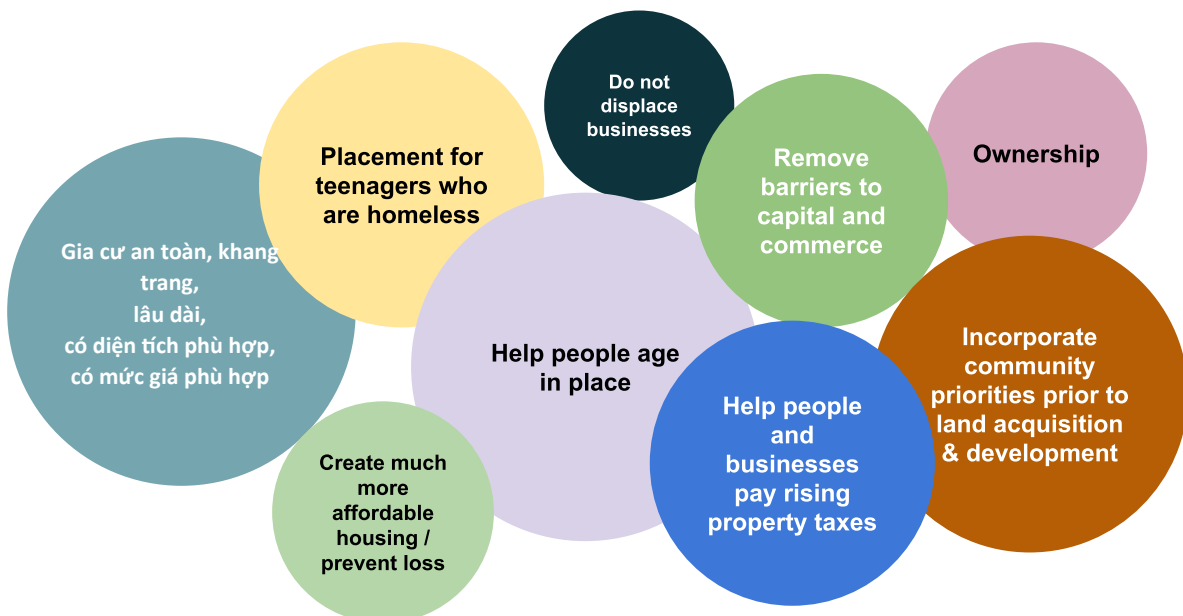 Do not
displace
businesses
Placement for
teenagers who
are homeless
Remove
barriers to
capital and
commerce
Ownership
Gia cư an toàn, khang
trang,
lâu dài,
có diện tích phù hợp,
có mức giá phù hợp
Help people age
in place
Incorporate
community
priorities prior to
land acquisition
& development
Help people
and
businesses
pay rising
property taxes
Create much
more
affordable
housing /
prevent loss